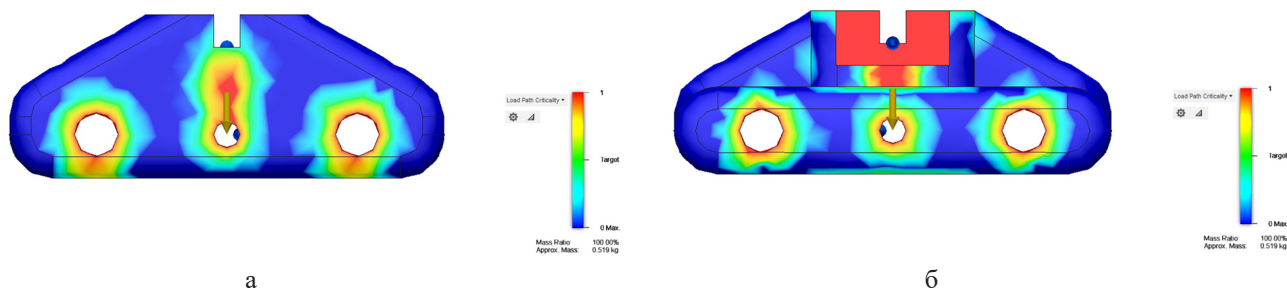 Load Path Criticality
1
Target
0 Max.
Mass Ratio: 100 00%
Approx. Mass: 0.519 kg
а
Load Path Criticality
1
Target
0 Max.
Mass Ratio: 100 00%
Approx. Mass: 0.519 kg
б